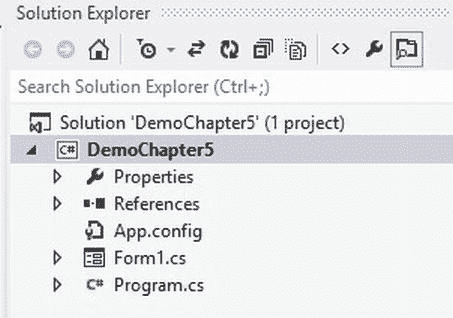 Solution Explorer
Search Solution Explorer (Ctrl+;)
Solution 'DemoChapter5' (1 project)
C# DemoChapter5
Properties
References
App.config
Form1.cs
C# Program.cs